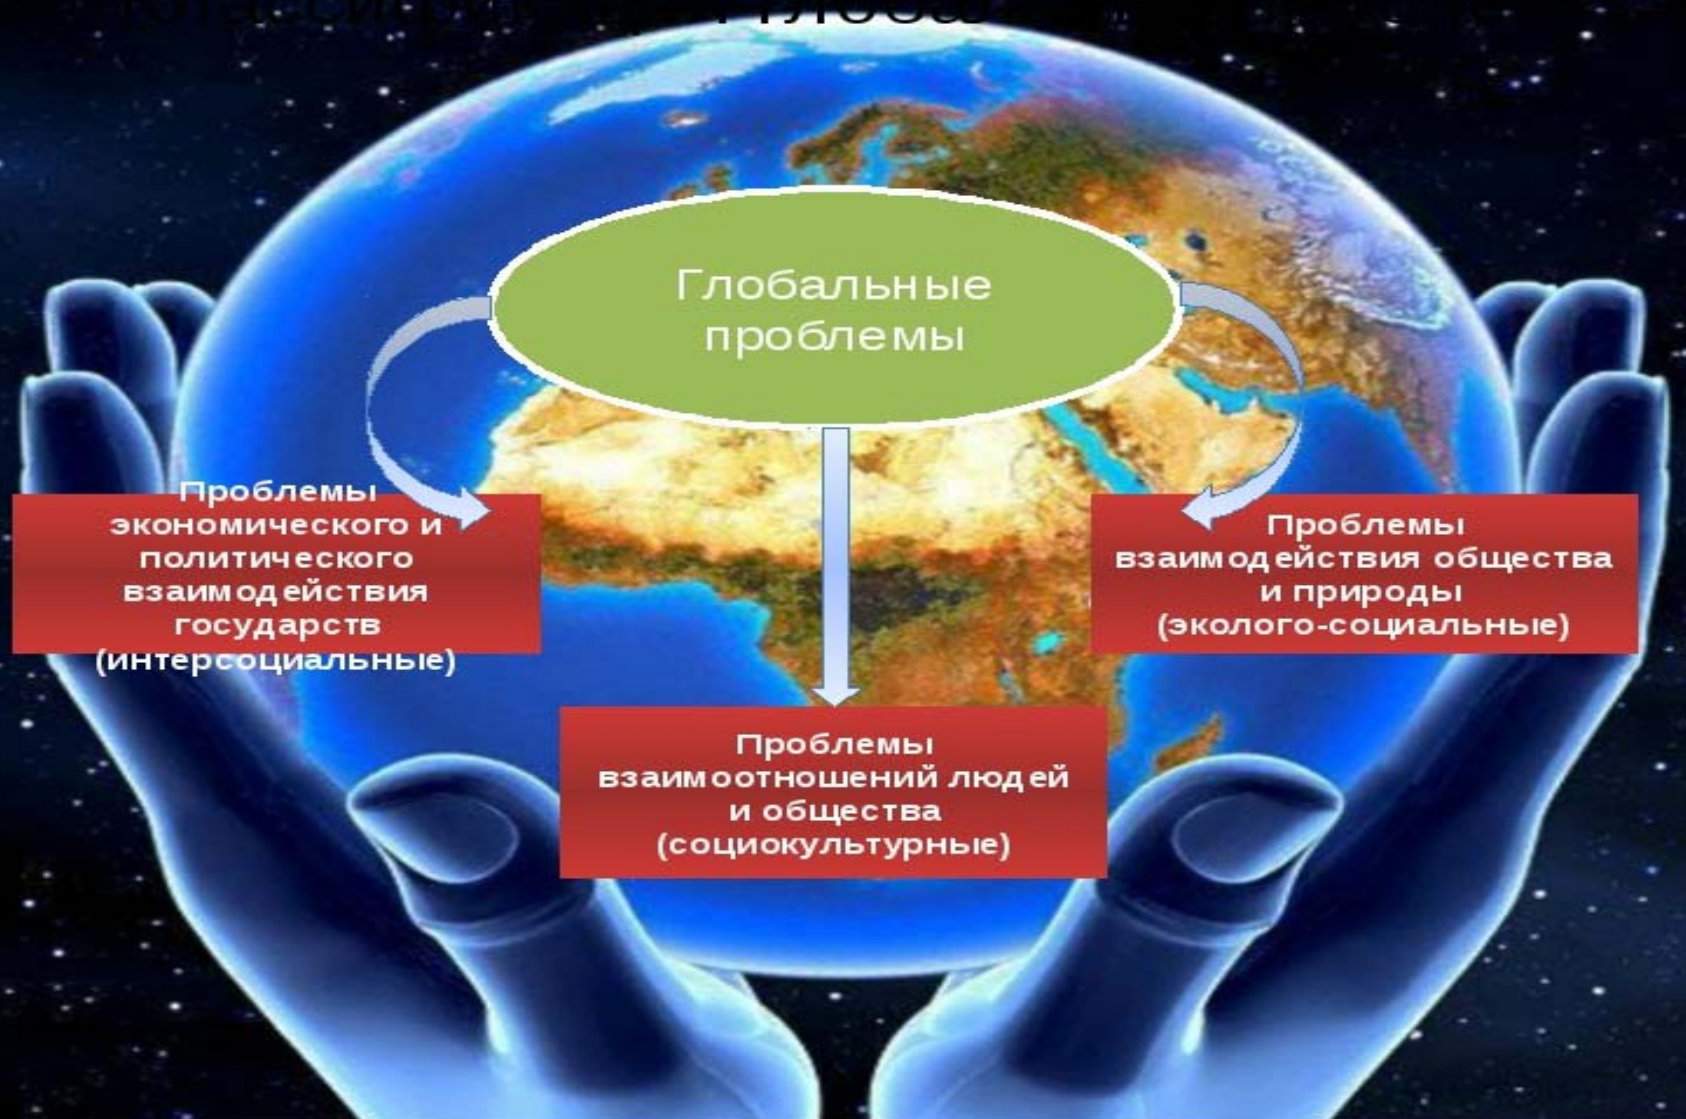 Глобальные
проблемы
Проблемы
экономического и
политического
взаимодействия
государств
(интерсоциальные)
Проблемы
взаимоотношений людей
и общества
(социокультурные)
Проблемы
взаимодействия общества
и природы
(эколого-социальные)